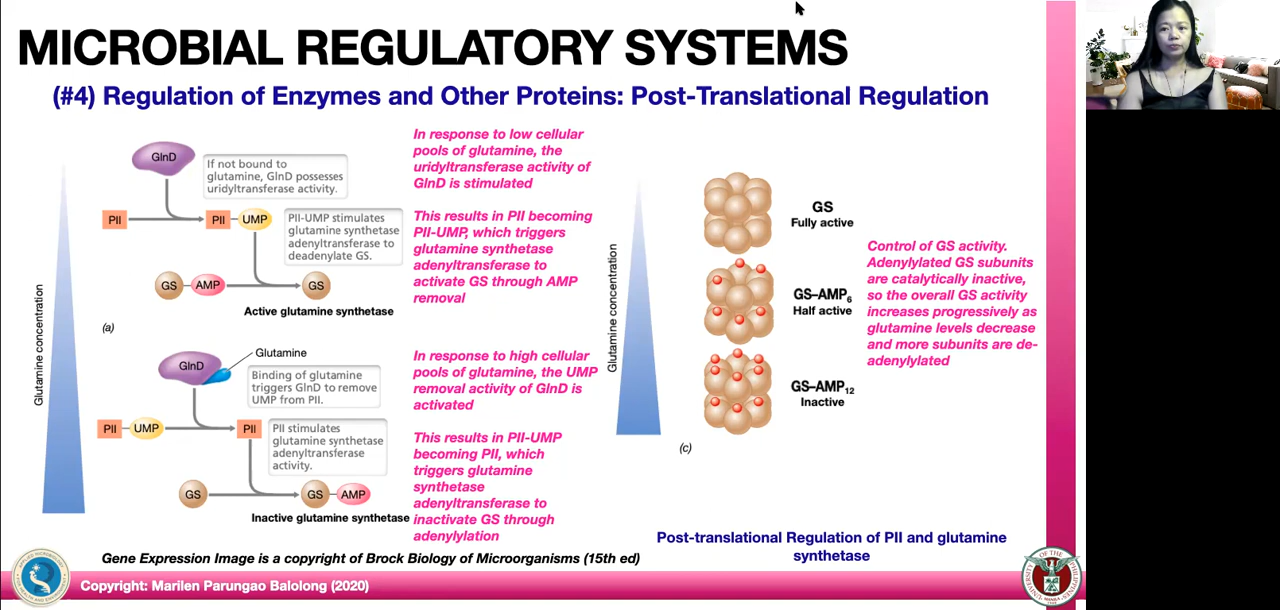 MICROBIAL REGULATORY SYSTEMS
(#4) Regulation of Enzymes and Other Proteins: Post-Translational Regulation
Glutamine concentration
GlnD
If not bound to
glutamine, GlnD possesses
uridyltransferase activity.
PII
PII UMP
PII-UMP stimulates
glutamine synthetase
adenyltransferase to
deadenylate GS.
GS AMP
GS
Active glutamine synthetase
(a)
In response to low cellular
pools of glutamine, the
uridyltransferase activity of
GlnD is stimulated
This results in PII becoming
PII-UMP, which triggers
glutamine synthetase
adenyltransferase to
activate GS through AMP
removal
GlnD
Glutamine
Binding of glutamine
triggers GlnD to remove
UMP from PII.
PII UMP
PII
PII stimulates
glutamine synthetase
adenyltransferase
activity.
GS
GS AMP
Inactive glutamine synthetase
In response to high cellular
pools of glutamine, the UMP
removal activity of GlnD is
activated
This results in PII-UMP
becoming PII, which
triggers glutamine
synthetase
adenyltransferase to
inactivate GS through
adenylylation
Glutamine concentration
GS
Fully active
GS–AMP6
Half active
GS–AMP12
Inactive
(c)
Control of GS activity.
Adenylylated GS subunits
are catalytically inactive,
so the overall GS activity
increases progressively as
glutamine levels decrease
and more subunits are de-
adenylylated
Post-translational Regulation of PII and glutamine
synthetase
Gene Expression Image is a copyright of Brock Biology of Microorganisms (15th ed)
Copyright: Marilen Parungao Balolong (2020)